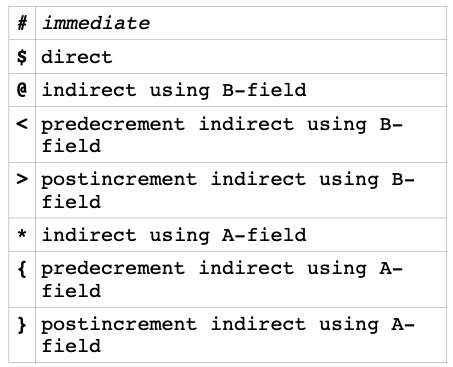 # immediate
$ direct
@ indirect using B-field
< predecrement indirect using B-
field
> postincrement indirect using B-
field
* indirect using A-field
{ predecrement indirect using A-
field
} postincrement indirect using A-
field